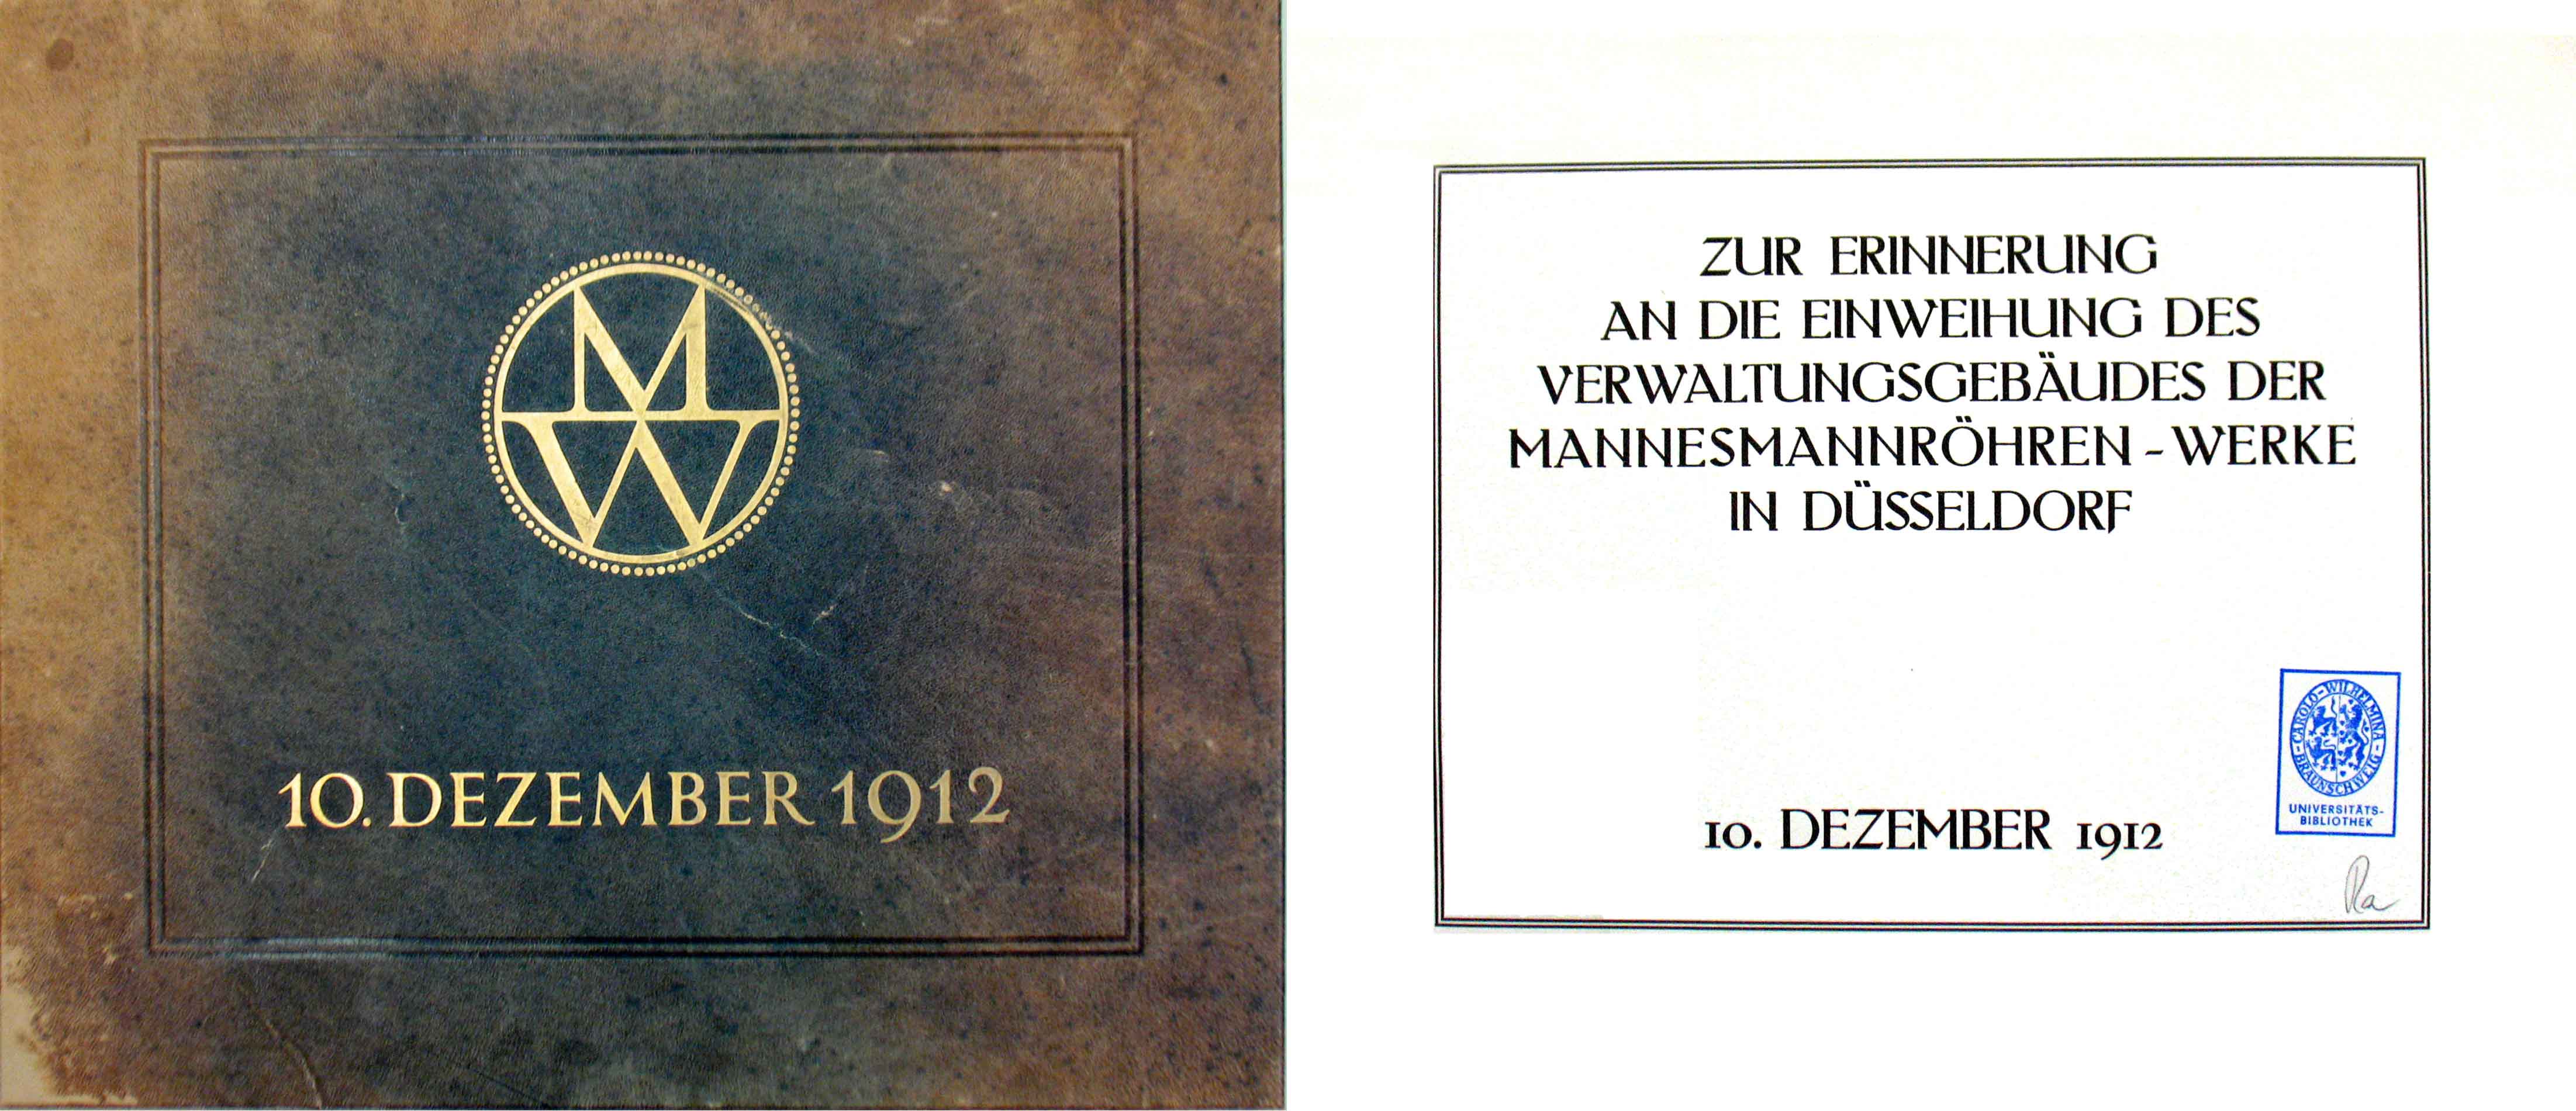 M
W
10. DEZEMBER 1912
ZUR ERINNERUNG
AN DIE EINWEIHUNG DES
VERWALTUNGSGEBÄUDES DER
MANNESMANNRÖHREN-WERKE
IN DÜSSELDORF
10. DEZEMBER 1912
CAROLO-WILHELMINA
BRAUNSCHWEIG
UNIVERSITÄTS-
BIBLIOTHEK
Ra